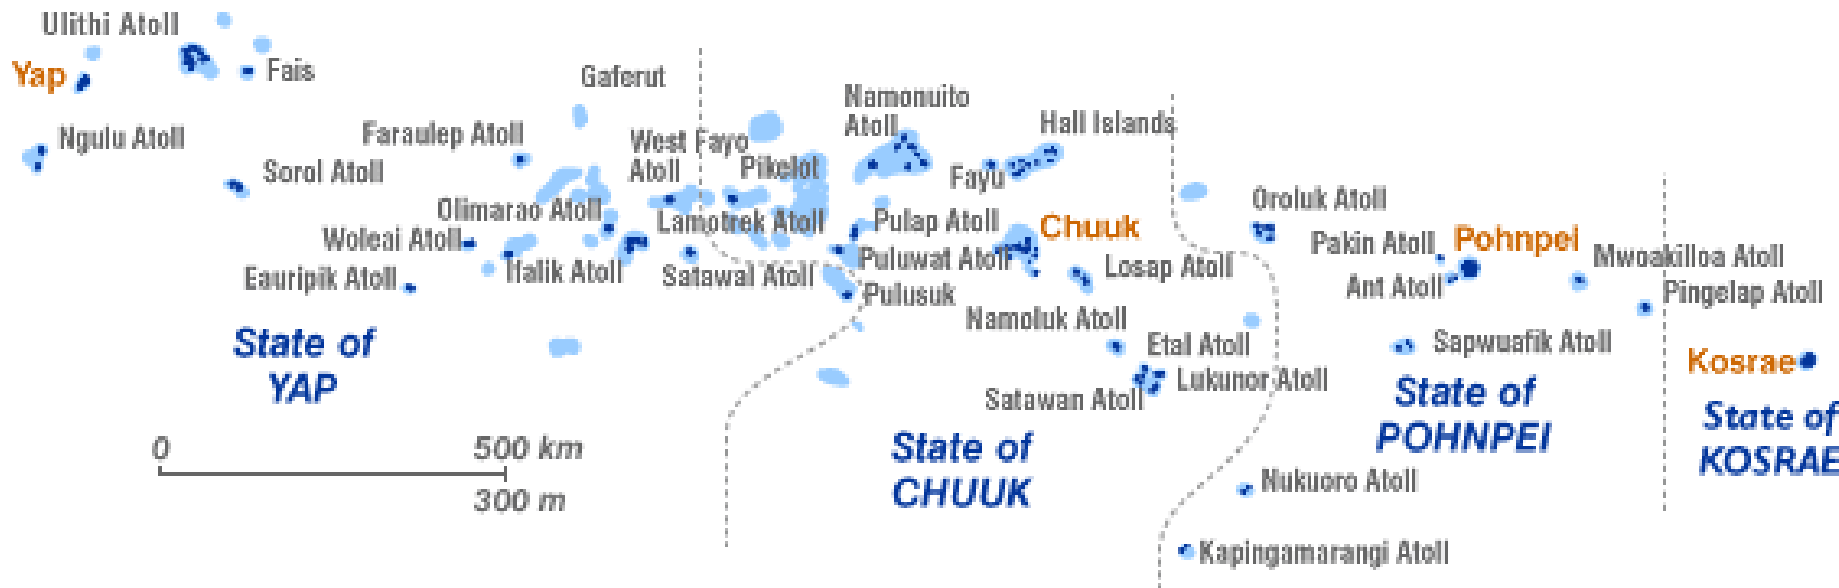 Ulithi Atoll
Yap
Fais
Gaferut
Namonuito
Atoll
Hall Islands
Ngulu Atoll
Faraulep Atoll
West Fayo
Atoll
Pikelot
Fayu
Sorol Atoll
Olimarao Atoll
Lamotrek Atoll
Pulap Atoll
Chuuk
Oroluk Atoll
Woleai Atoll
Puluwat Atoll
Losap Atoll
Pakin Atoll
Pohnpei
Mwoakilloa Atoll
Eauripik Atoll
Ifalik Atoll
Satawal Atoll
Pulusuk
Ant Atoll
Pingelap Atoll
Namoluk Atoll
State of
YAP
Etal Atoll
Sapwuafik Atoll
Kosrae
Lukunor Atoll
Satawan Atoll
State of
POHNPEI
State of
KOSRAE
0
500 km
300 m
State of
CHUUK
Nukuoro Atoll
Kapingamarangi Atoll